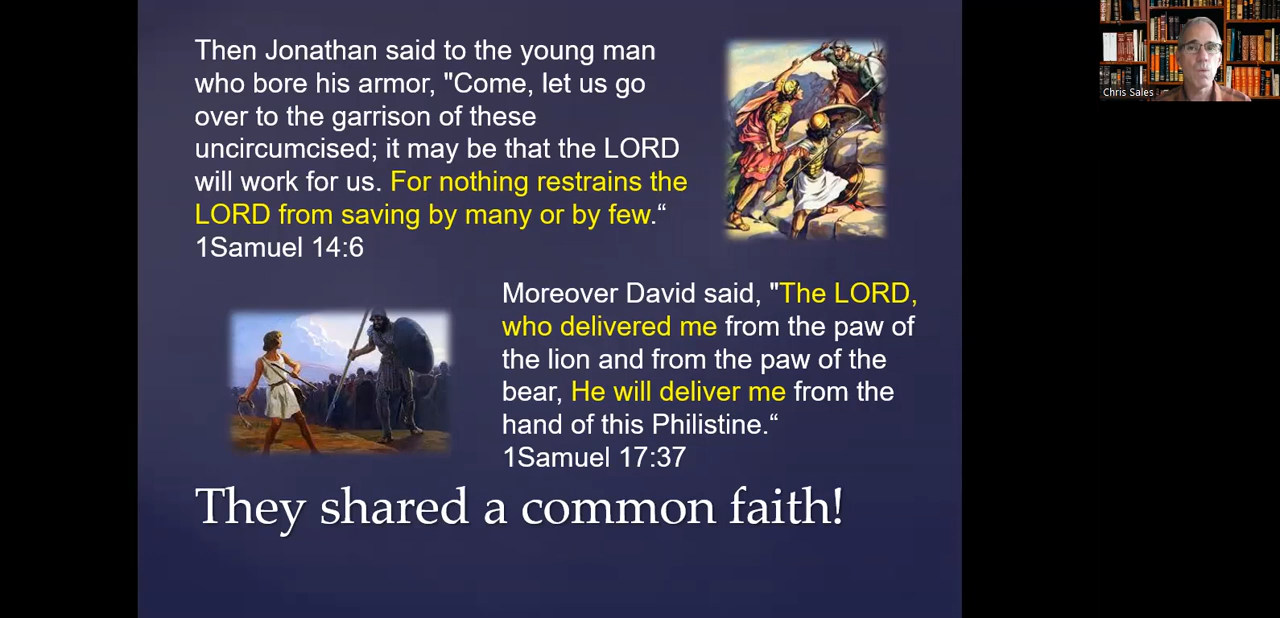 Then Jonathan said to the young man
who bore his armor, "Come, let us go
over to the garrison of these
uncircumcised; it may be that the LORD
will work for us. For nothing restrains the
LORD from saving by many or by few.“
1Samuel 14:6
Moreover David said, "The LORD,
who delivered me from the paw of
the lion and from the paw of the
bear, He will deliver me from the
hand of this Philistine.“
1Samuel 17:37
They shared a common faith!
Chris Sales